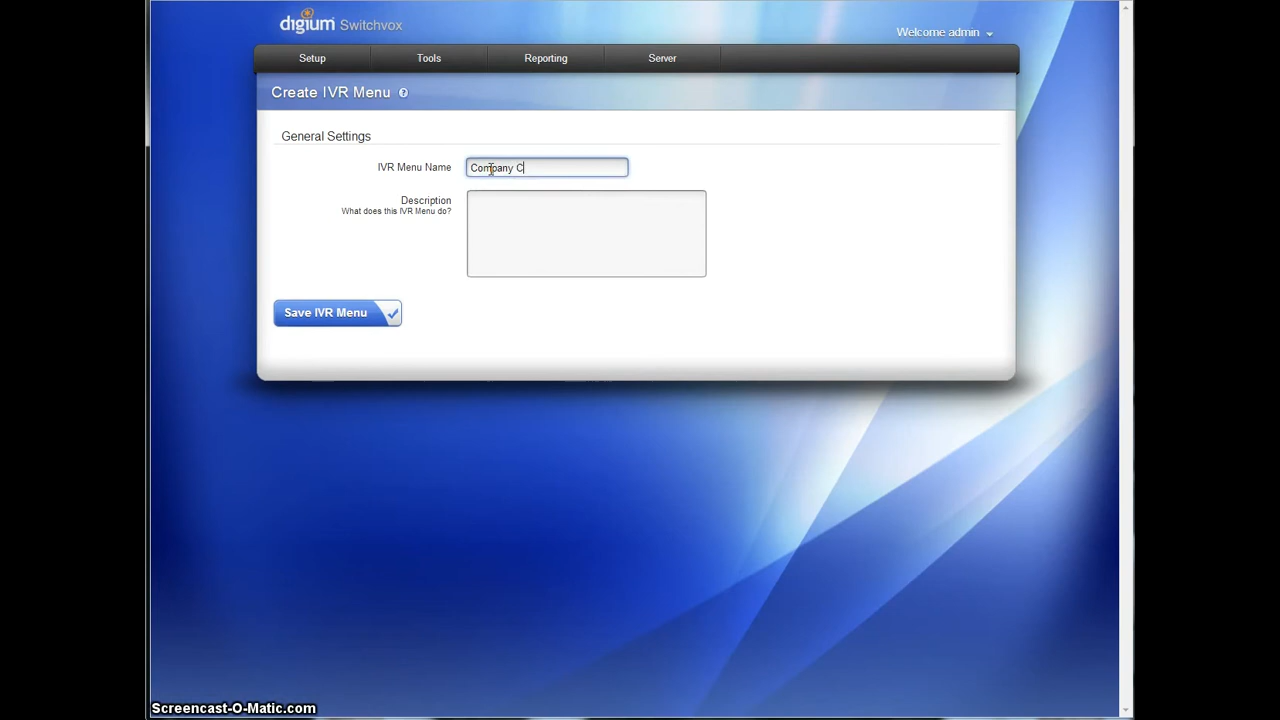 digium Switchvox
Welcome admin
Setup Tools Reporting Server
Create IVR Menu ?
General Settings
IVR Menu Name Company C
Description
What does this IVR Menu do?
Save IVR Menu
Screencast-O-Matic.com